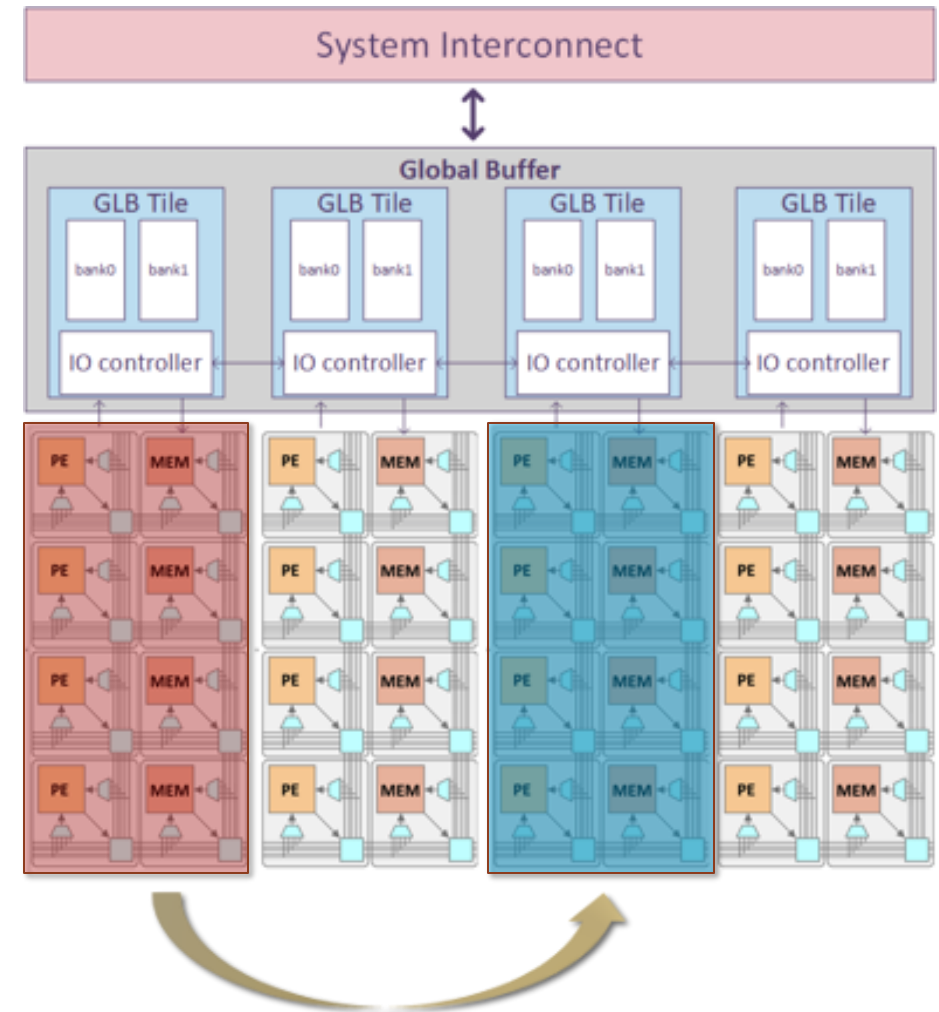 System Interconnect
Global Buffer
GLB Tile GLB Tile GLB Tile GLB Tile
bank0 bank1 bank0 bank1 bank0 bank1 bank0 bank1
IO controller IO controller IO controller IO controller
PE MEM PE MEM PE MEM PE MEM
PE MEM PE MEM PE MEM PE MEM
PE MEM PE MEM PE MEM PE MEM
PE MEM PE MEM PE MEM PE MEM